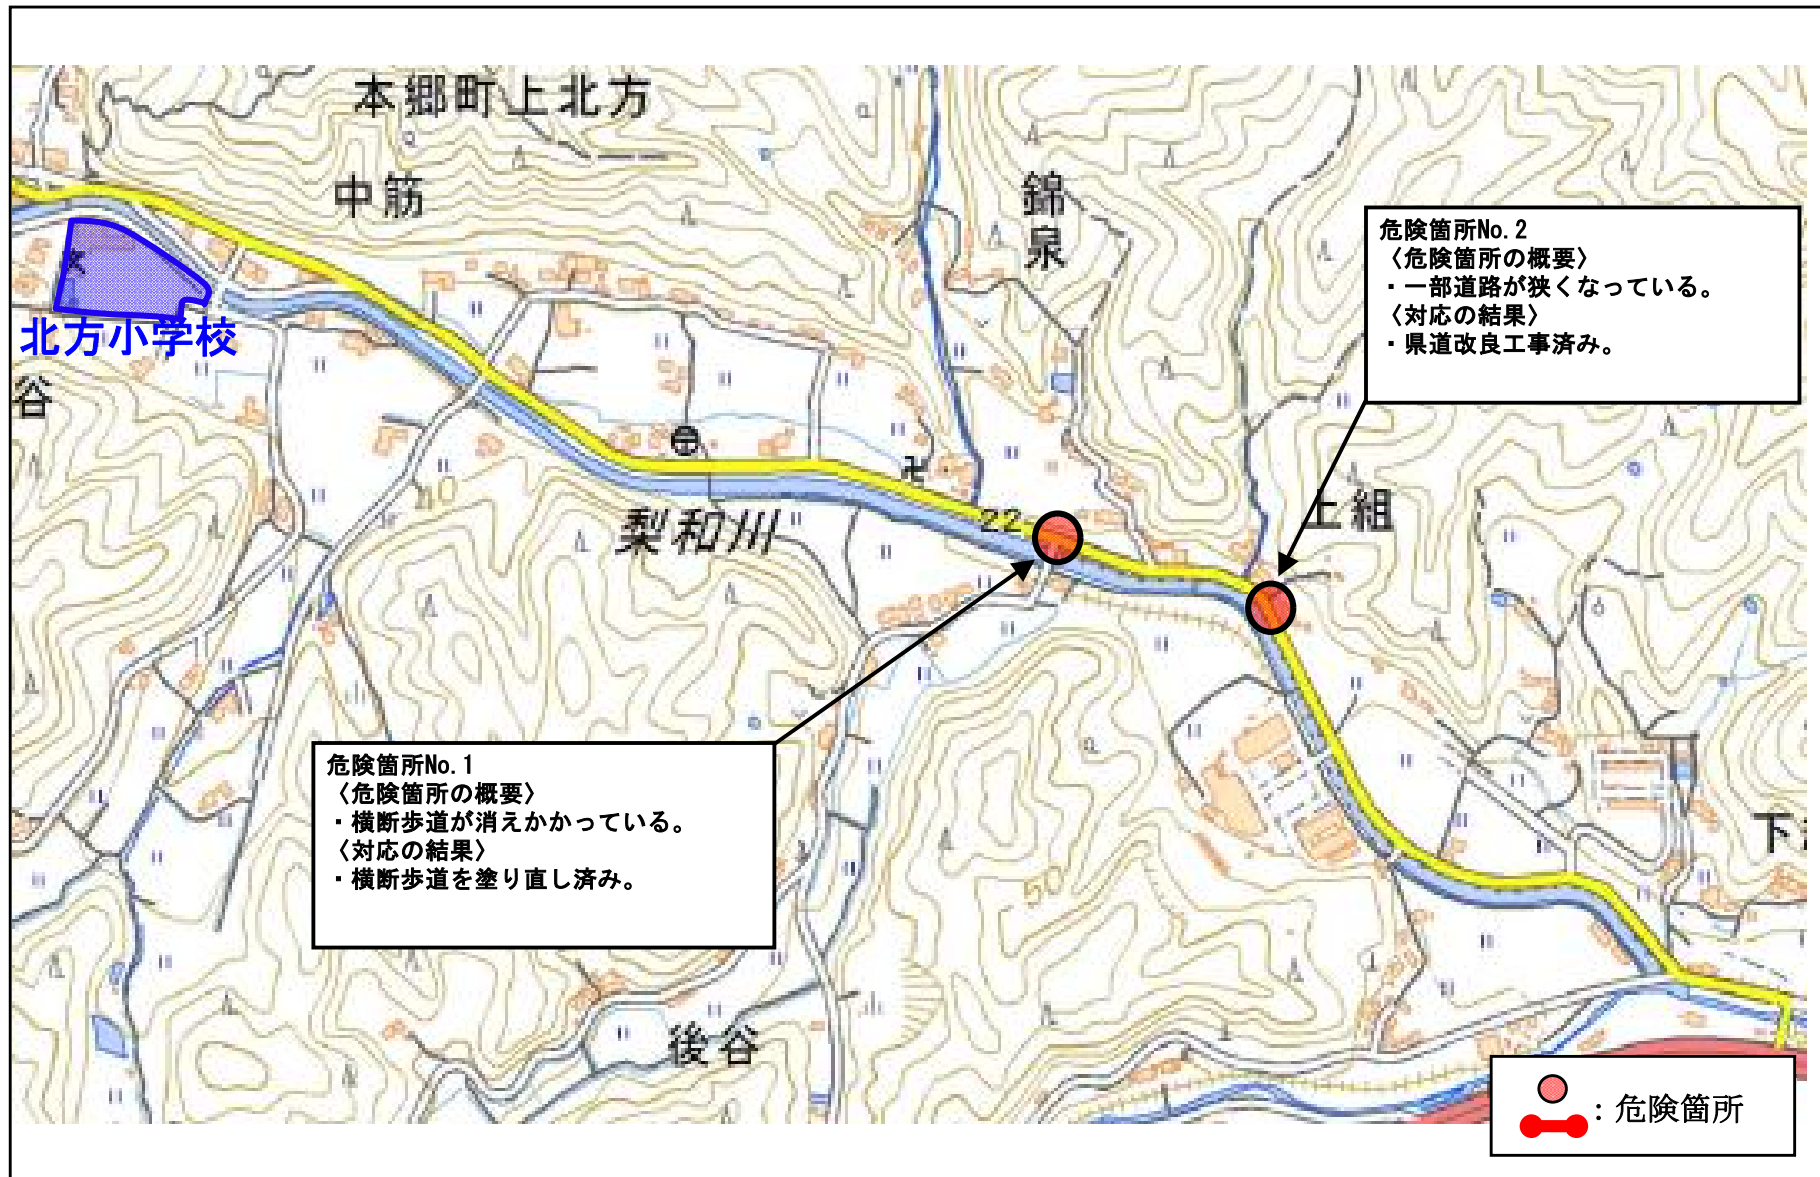 本郷町上北方
中筋
錦泉
北方小学校
谷
危険箇所No.2
〈危険箇所の概要〉
・一部道路が狭くなっている。
〈対応の結果〉
・県道改良工事済み。
上組
22
梨和川
50
危険箇所No.1
〈危険箇所の概要〉
・横断歩道が消えかかっている。
〈対応の結果〉
・横断歩道を塗り直し済み。
50
下
後谷
：危険箇所